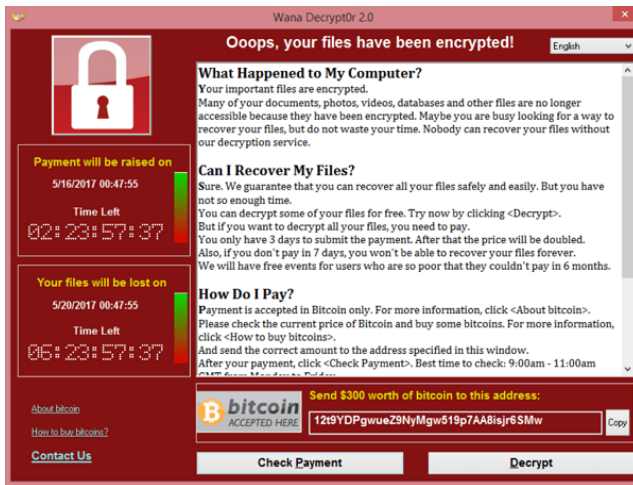 Wana Decrypt0r 2.0
Ooops, your files have been encrypted!
English
Payment will be raised on
5/16/2017 00:47:55
Time Left
02:23:57:37
Your files will be lost on
5/20/2017 00:47:55
Time Left
06:23:57:37
About bitcoin
How to buy bitcoins?
Contact Us
What Happened to My Computer?
Your important files are encrypted.
Many of your documents, photos, videos, databases and other files are no longer
accessible because they have been encrypted. Maybe you are busy looking for a way to
recover your files, but do not waste your time. Nobody can recover your files without
our decryption service.
Can I Recover My Files?
Sure. We guarantee that you can recover all your files safely and easily. But you have
not so enough time.
You can decrypt some of your files for free. Try now by clicking <Decrypt>.
But if you want to decrypt all your files, you need to pay.
You only have 3 days to submit the payment. After that the price will be doubled.
Also, if you don't pay in 7 days, you won't be able to recover your files forever.
We will have free events for users who are so poor that they couldn't pay in 6 months.
How Do I Pay?
Payment is accepted in Bitcoin only. For more information, click <About bitcoin>.
Please check the current price of Bitcoin and buy some bitcoins. For more information,
click <How to buy bitcoins>.
And send the correct amount to the address specified in this window.
After your payment, click <Check Payment>. Best time to check: 9:00am - 11:00am
GMT from Monday to Friday.
bitcoin
ACCEPTED HERE
Send $300 worth of bitcoin to this address:
12t9YDPgwueZ9NyMgw519p7AA8isjr6SMw
Copy
Check Payment
Decrypt